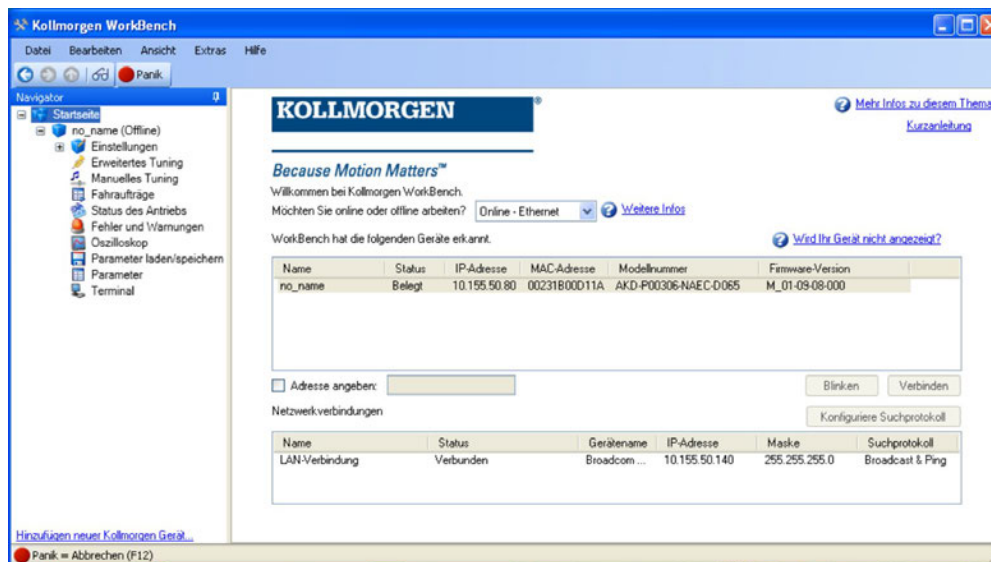 Kollmorgen WorkBench
Datei Bearbeiten Ansicht Extras Hilfe
Panik
Navigator
Startseite
no_name (Offline)
Einstellungen
Erweitertes Tuning
Manuelles Tuning
Fahraufträge
Status des Antriebs
Fehler und Warnungen
Oszilloskop
Parameter laden/speichern
Parameter
Terminal
Hinzufügen neuer Kollmorgen Gerät...
KOLLMORGEN®
Mehr Infos zu diesem Thema
Kurzanleitung
Because Motion Matters™
Willkommen bei Kollmorgen WorkBench.
Möchten Sie online oder offline arbeiten? Online - Ethernet Weitere Infos
WorkBench hat die folgenden Geräte erkannt. Wird Ihr Gerät nicht angezeigt?
Name Status IP-Adresse MAC-Adresse Modellnummer Firmware-Version
no_name Belegt 10.155.50.80 00231B00D11A AKD-P00306-NAEC-D065 M_01-09-08-000
Adresse angeben: Blinken Verbinden
Netzwerkverbindungen Konfiguriere Suchprotokoll
Name Status Gerätename IP-Adresse Maske Suchprotokoll
LAN-Verbindung Verbunden Broadcom ... 10.155.50.140 255.255.255.0 Broadcast & Ping
Panik = Abbrechen (F12)